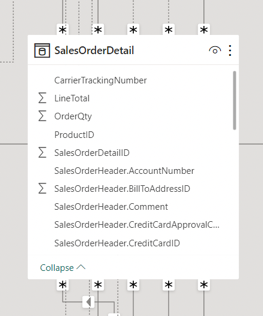 * * * * *
SalesOrderDetail
CarrierTrackingNumber
∑ LineTotal
∑ OrderQty
ProductID
∑ SalesOrderDetailID
SalesOrderHeader.AccountNumber
∑ SalesOrderHeader.BillToAddressID
SalesOrderHeader.Comment
SalesOrderHeader.CreditCardApprovalC...
SalesOrderHeader.CreditCardID
Collapse
* * * * *